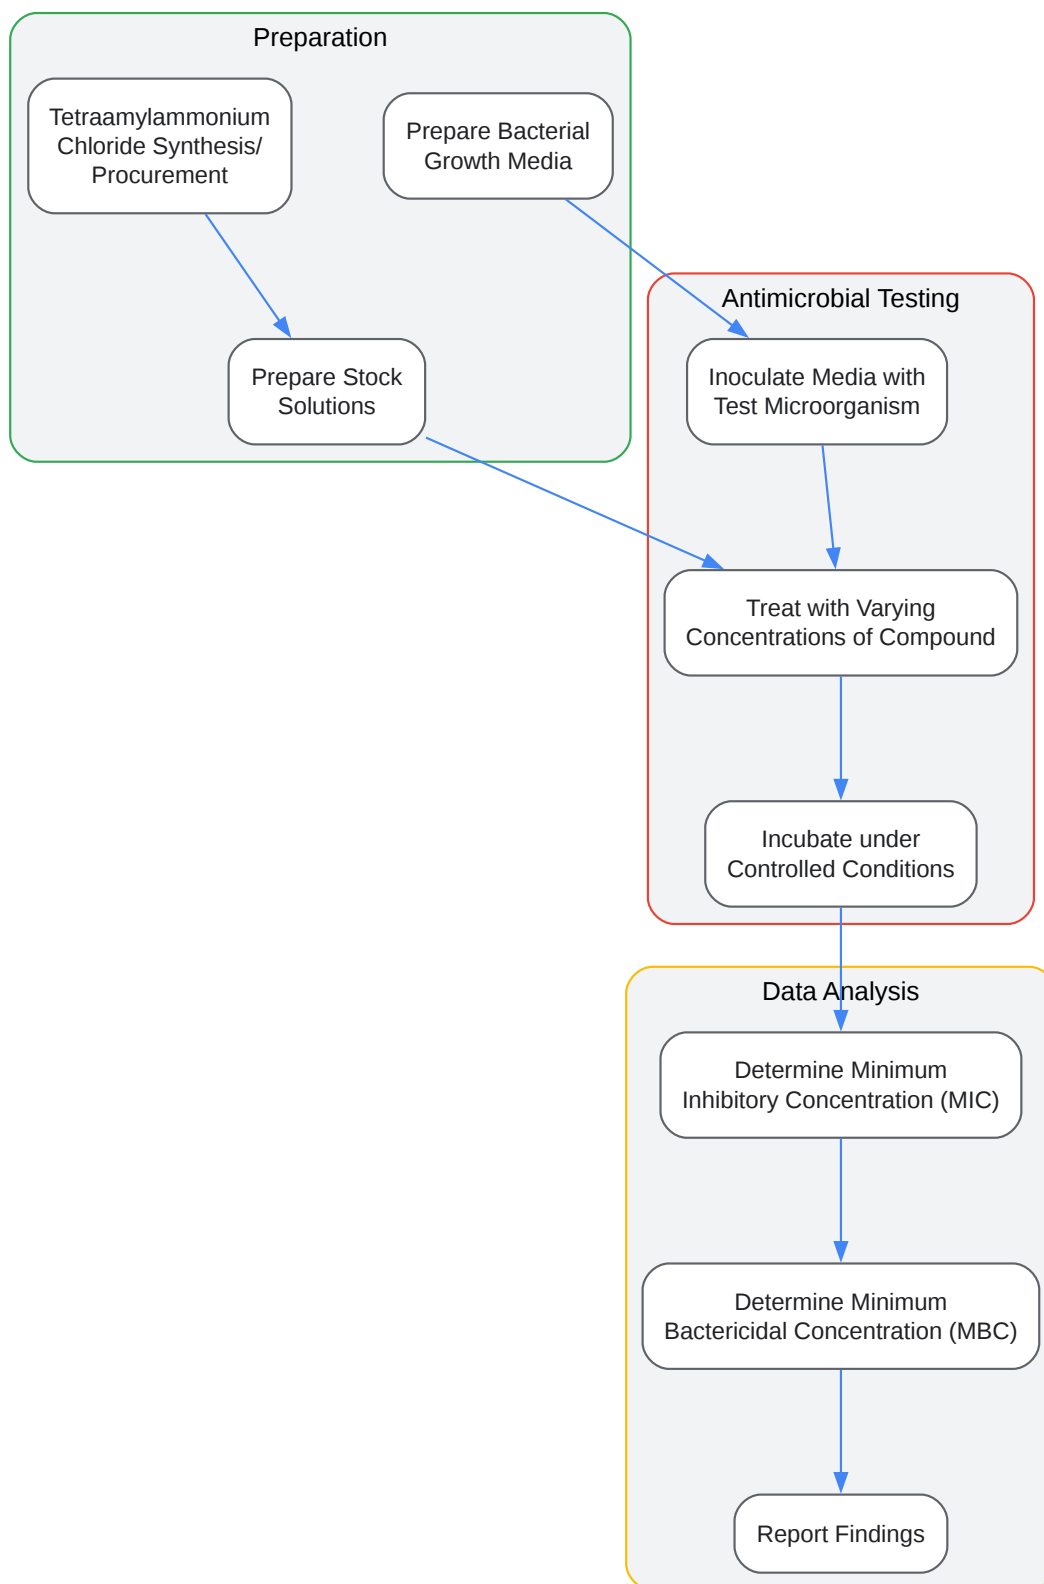 Preparation
Tetraamylammonium
Chloride Synthesis/
Procurement
Prepare Bacterial
Growth Media
Prepare Stock
Solutions
Antimicrobial Testing
Inoculate Media with
Test Microorganism
Treat with Varying
Concentrations of Compound
Incubate under
Controlled Conditions
Data Analysis
Determine Minimum
Inhibitory Concentration (MIC)
Determine Minimum
Bactericidal Concentration (MBC)
Report Findings